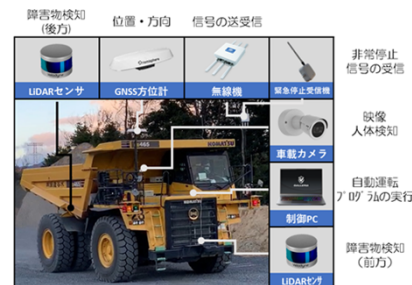 障害物検知
(後方)
位置・方向
信号の送受信
非常停止
信号の受信
LiDARセンサ
GNSS方位計
無線機
緊急停止受信機
映像
人体検知
車載カメラ
自動運転
プログラムの実行
制御PC
障害物検知
(前方)
LiDARセンサ
KOMATSU